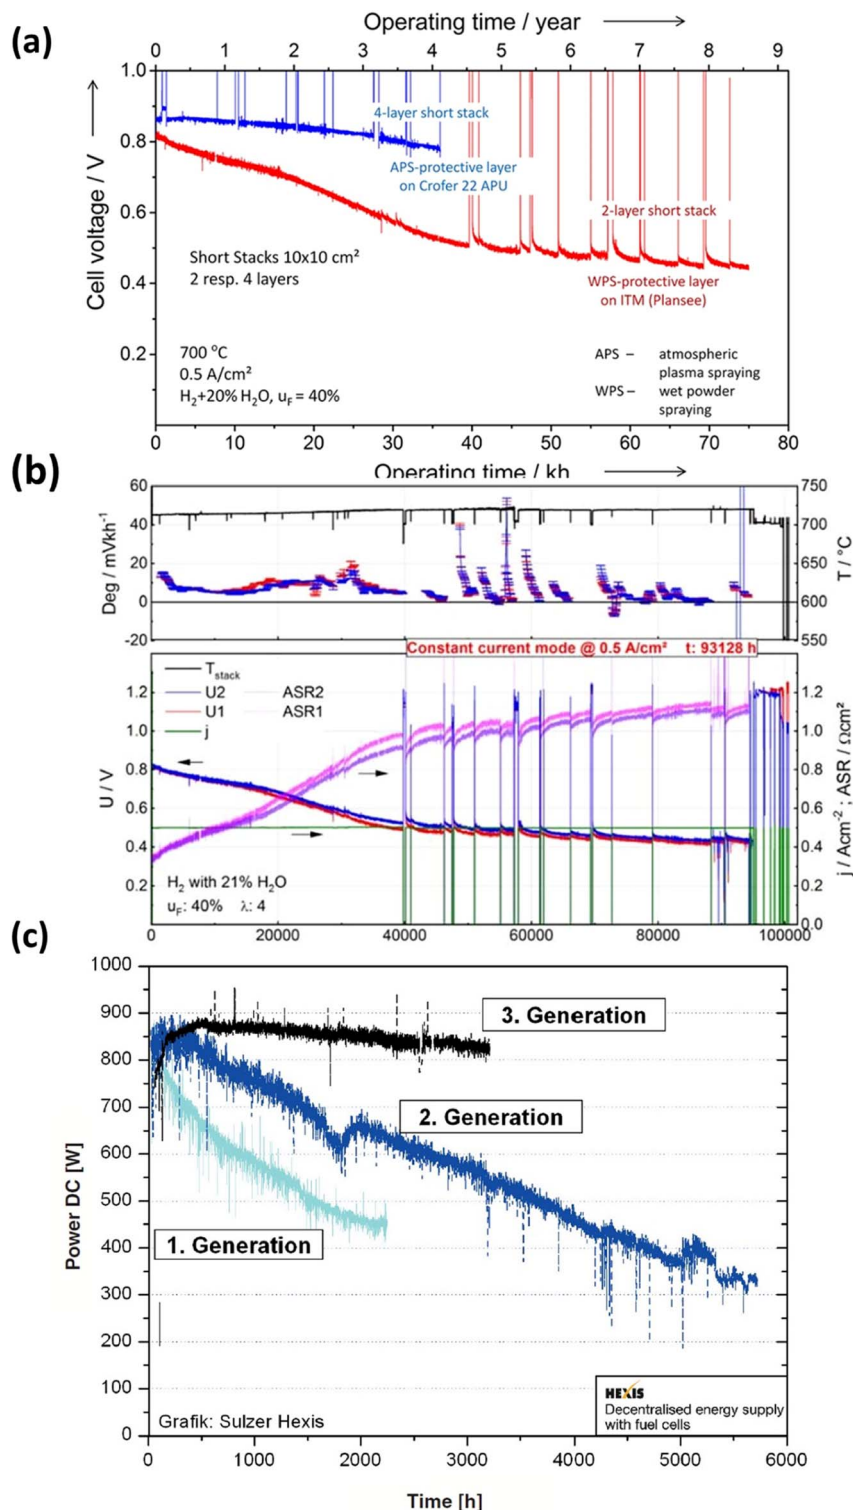 (a)
Operating time / year
0 1 2 3 4 5 6 7 8 9
Cell voltage / V
1.0
0.8
0.6
0.4
0.2
4-layer short stack
APS-protective layer
on Crofer 22 APU
2-layer short stack
Short Stacks 10x10 cm²
2 resp. 4 layers
WPS-protective layer
on ITM (Plansee)
700 °C
0.5 A/cm²
H₂+20% H₂O, u_F = 40%
APS – atmospheric
plasma spraying
WPS – wet powder
spraying
0 10 20 30 40 50 60 70 80
Operating time / kh
(b)
Deg / mVkh⁻¹
60
40
20
0
-20
T / °C
750
700
650
600
550
Constant current mode @ 0.5 A/cm² t: 93128 h
T_stack
U2 ASR2
U1 ASR1
j
U / V
1.2
1.0
0.8
0.6
0.4
0.2
j / Acm⁻² ; ASR / Ωcm²
1.2
1.0
0.8
0.6
0.4
0.2
0.0
H₂ with 21% H₂O
u_F: 40% λ: 4
0 20000 40000 60000 80000 100000
(c)
Power DC [W]
1000
900
800
700
600
500
400
300
200
100
0
3. Generation
2. Generation
1. Generation
Grafik: Sulzer Hexis
HEXIS
Decentralised energy supply
with fuel cells
0 1000 2000 3000 4000 5000 6000
Time [h]